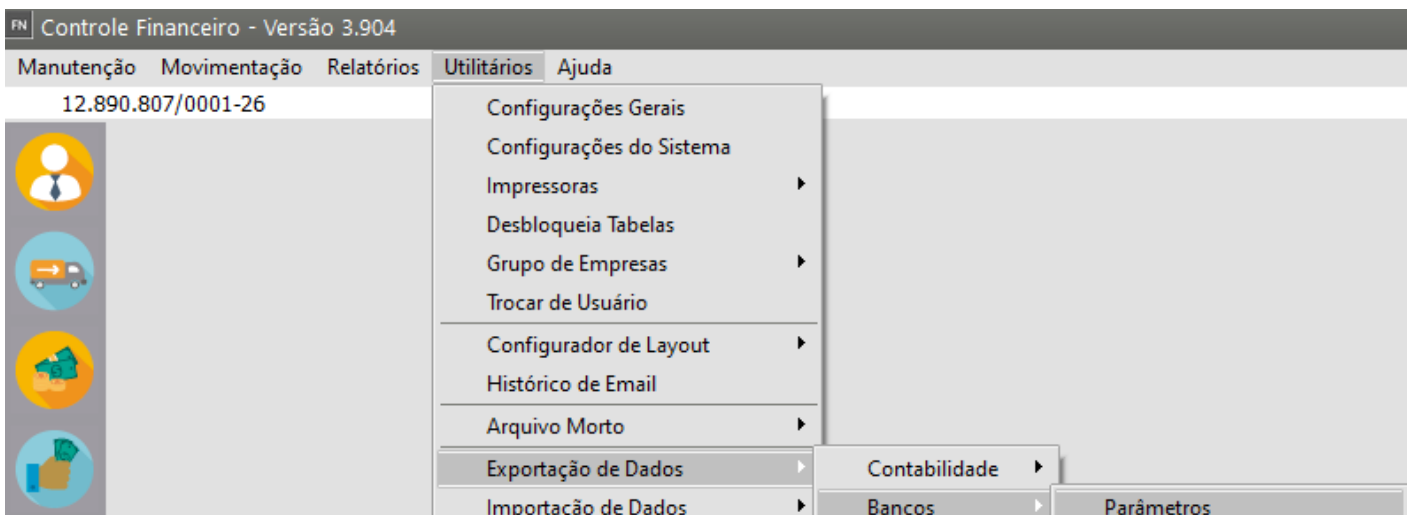 FN Controle Financeiro - Versão 3.904
Manutenção Movimentação Relatórios Utilitários Ajuda
12.890.807/0001-26
Configurações Gerais
Configurações do Sistema
Impressoras
Desbloqueia Tabelas
Grupo de Empresas
Trocar de Usuário
Configurador de Layout
Histórico de Email
Arquivo Morto
Exportação de Dados Contabilidade
Importação de Dados Bancos Parâmetros